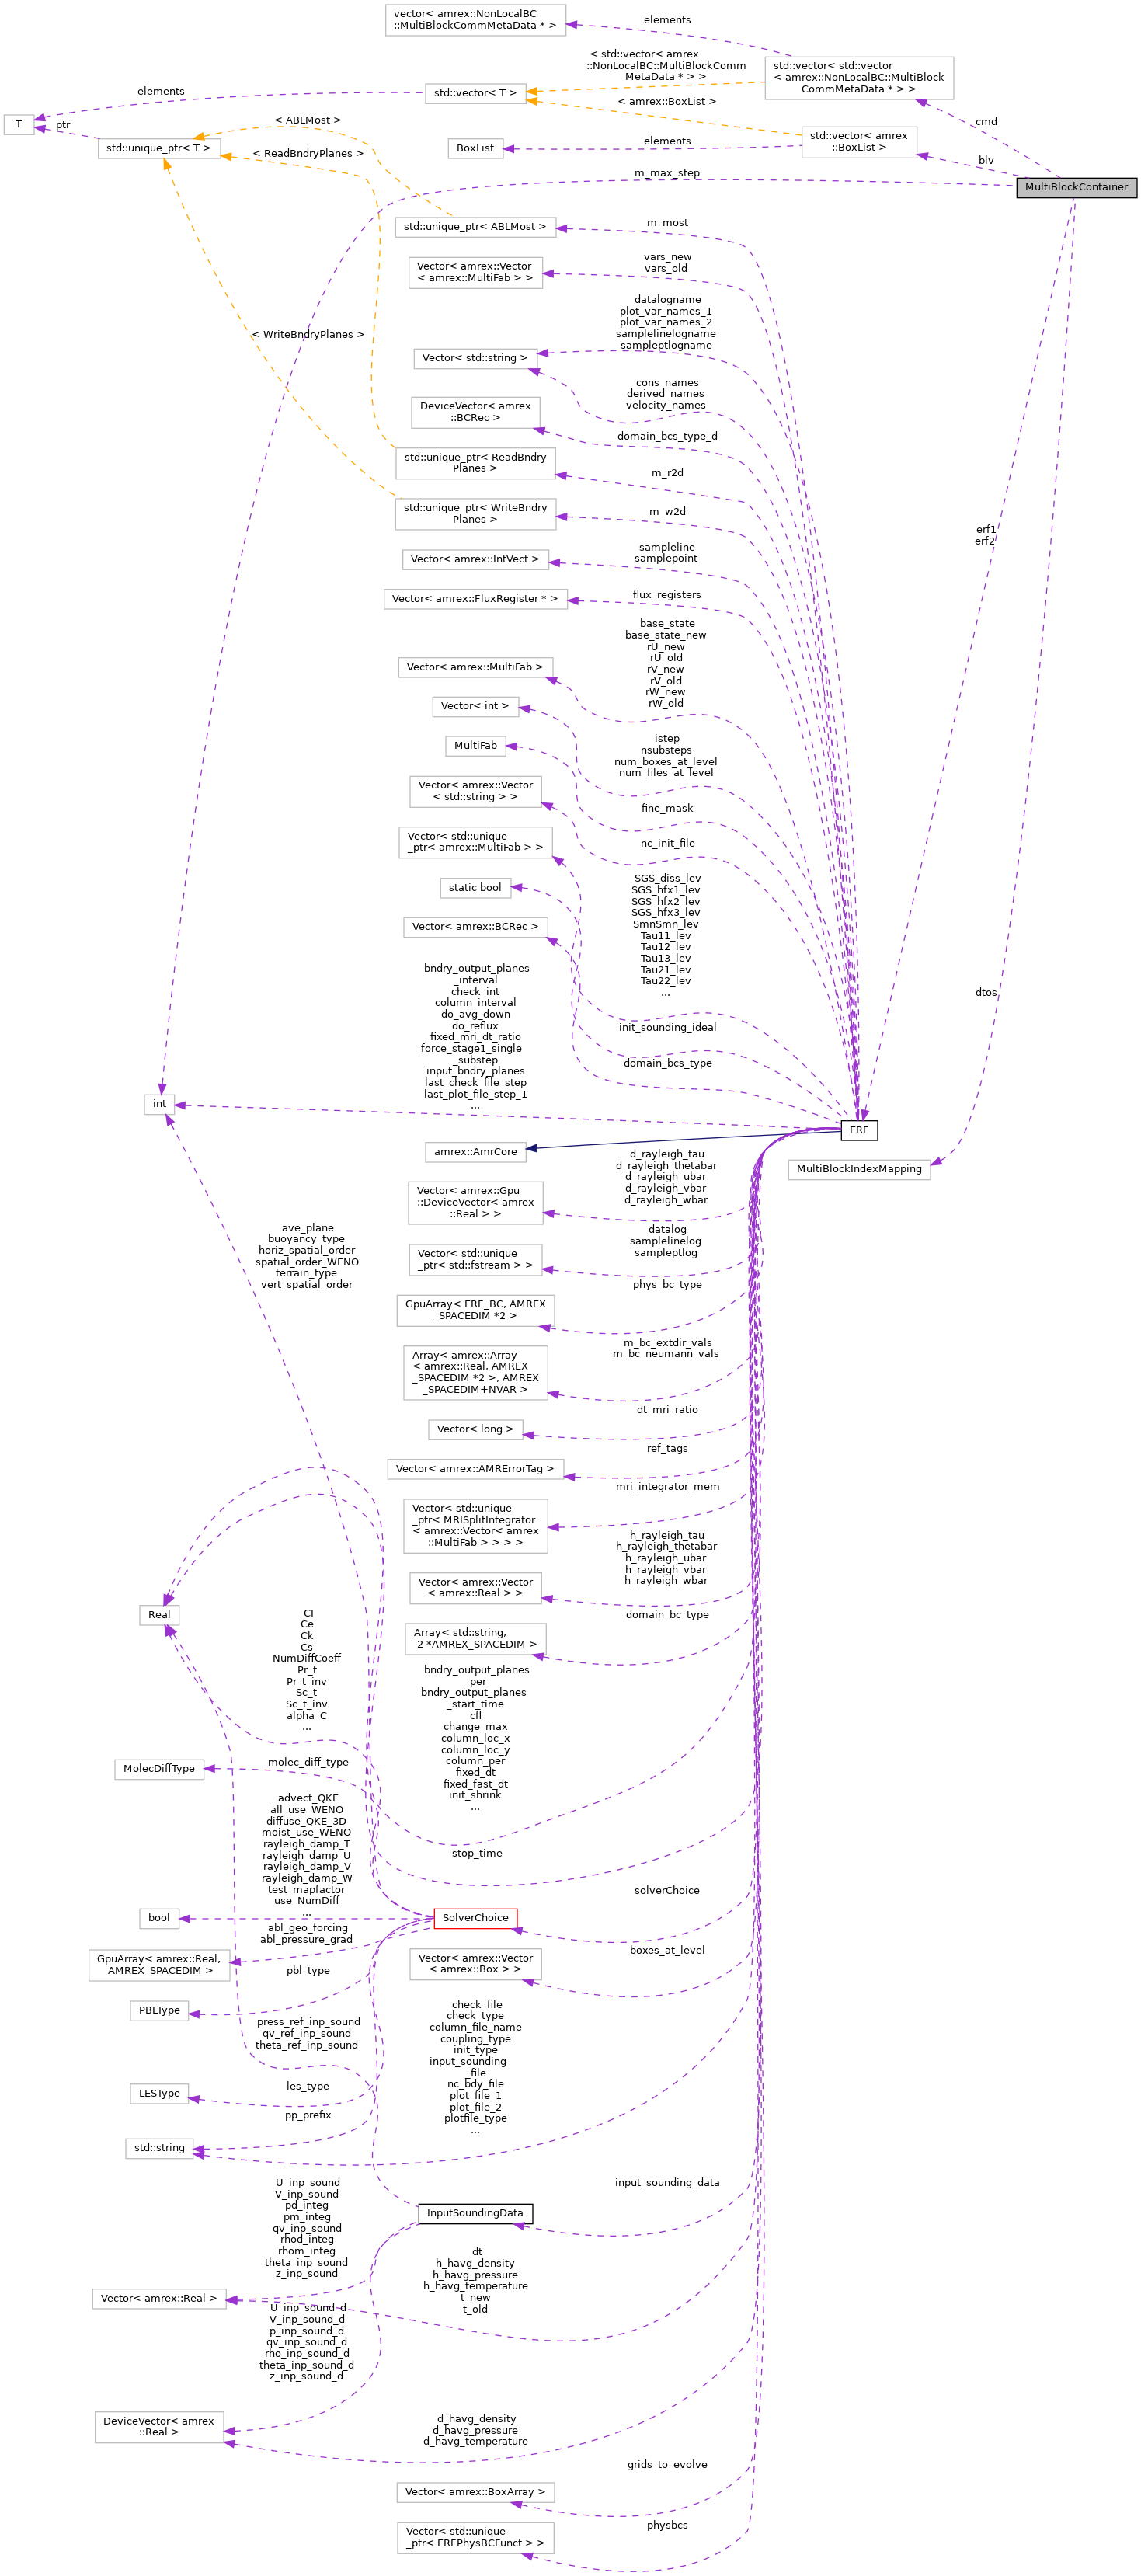 vector< amrex::NonLocalBC
::MultiBlockCommMetaData * >
elements
< std::vector< amrex
::NonLocalBC::MultiBlockComm
MetaData * > >
std::vector< std::vector
< amrex::NonLocalBC::MultiBlock
CommMetaData * > >
elements
std::vector< T >
< amrex::BoxList >
T
ptr
cmd
< ABLMost >
std::unique_ptr< T >
< ReadBndryPlanes >
BoxList
elements
std::vector< amrex
::BoxList >
blv
m_max_step
MultiBlockContainer
std::unique_ptr< ABLMost >
m_most
Vector< amrex::Vector
< amrex::MultiFab > >
vars_new
vars_old
datalogname
plot_var_names_1
plot_var_names_2
samplelinelogname
sampleptlogname
< WriteBndryPlanes >
Vector< std::string >
cons_names
derived_names
velocity_names
DeviceVector< amrex
::BCRec >
domain_bcs_type_d
std::unique_ptr< ReadBndry
Planes >
m_r2d
std::unique_ptr< WriteBndry
Planes >
m_w2d
erf1
erf2
Vector< amrex::IntVect >
sampleline
samplepoint
Vector< amrex::FluxRegister * >
flux_registers
base_state
base_state_new
rU_new
rU_old
rV_new
rV_old
rW_new
rW_old
Vector< amrex::MultiFab >
Vector< int >
istep
nsubsteps
num_boxes_at_level
num_files_at_level
MultiFab
Vector< amrex::Vector
< std::string > >
fine_mask
Vector< std::unique
_ptr< amrex::MultiFab > >
nc_init_file
static bool
SGS_diss_lev
SGS_hfx1_lev
SGS_hfx2_lev
SGS_hfx3_lev
SmnSmn_lev
Tau11_lev
Tau12_lev
Tau13_lev
Tau21_lev
Tau22_lev
...
Vector< amrex::BCRec >
bndry_output_planes
_interval
check_int
column_interval
do_avg_down
do_reflux
fixed_mri_dt_ratio
force_stage1_single
_substep
input_bndry_planes
last_check_file_step
last_plot_file_step_1
...
dtos
init_sounding_ideal
domain_bcs_type
int
ERF
amrex::AmrCore
MultiBlockIndexMapping
d_rayleigh_tau
d_rayleigh_thetabar
d_rayleigh_ubar
d_rayleigh_vbar
d_rayleigh_wbar
Vector< amrex::Gpu
::DeviceVector< amrex
::Real > >
ave_plane
buoyancy_type
horiz_spatial_order
spatial_order_WENO
terrain_type
vert_spatial_order
Vector< std::unique
_ptr< std::fstream > >
datalog
samplelinelog
sampleptlog
GpuArray< ERF_BC, AMREX
_SPACEDIM *2 >
phys_bc_type
Array< amrex::Array
< amrex::Real, AMREX
_SPACEDIM *2 >, AMREX
_SPACEDIM+NVAR >
m_bc_extdir_vals
m_bc_neumann_vals
Vector< long >
dt_mri_ratio
Vector< amrex::AMRErrorTag >
ref_tags
Vector< std::unique
_ptr< MRISplitIntegrator
< amrex::Vector< amrex
::MultiFab > > > >
mri_integrator_mem
Vector< amrex::Vector
< amrex::Real > >
h_rayleigh_tau
h_rayleigh_thetabar
h_rayleigh_ubar
h_rayleigh_vbar
h_rayleigh_wbar
Real
Array< std::string,
2 *AMREX_SPACEDIM >
domain_bc_type
CI
Ce
Ck
Cs
NumDiffCoeff
Pr_t
Pr_t_inv
Sc_t
Sc_t_inv
alpha_C
...
bndry_output_planes
_per
bndry_output_planes
_start_time
cfl
change_max
column_loc_x
column_loc_y
column_per
fixed_dt
fixed_fast_dt
init_shrink
...
MolecDiffType
molec_diff_type
stop_time
advect_QKE
all_use_WENO
diffuse_QKE_3D
moist_use_WENO
rayleigh_damp_T
rayleigh_damp_U
rayleigh_damp_V
rayleigh_damp_W
test_mapfactor
use_NumDiff
...
bool
SolverChoice
solverChoice
GpuArray< amrex::Real,
AMREX_SPACEDIM >
abl_geo_forcing
abl_pressure_grad
Vector< amrex::Vector
< amrex::Box > >
boxes_at_level
PBLType
pbl_type
press_ref_inp_sound
qv_ref_inp_sound
theta_ref_inp_sound
check_file
check_type
column_file_name
coupling_type
init_type
input_sounding
_file
nc_bdy_file
plot_file_1
plot_file_2
plotfile_type
...
LESType
les_type
std::string
pp_prefix
InputSoundingData
input_sounding_data
U_inp_sound
V_inp_sound
pd_integ
pm_integ
qv_inp_sound
rhod_integ
rhom_integ
theta_inp_sound
z_inp_sound
dt
h_havg_density
h_havg_pressure
h_havg_temperature
t_new
t_old
Vector< amrex::Real >
U_inp_sound_d
V_inp_sound_d
p_inp_sound_d
qv_inp_sound_d
rho_inp_sound_d
theta_inp_sound_d
z_inp_sound_d
DeviceVector< amrex
::Real >
d_havg_density
d_havg_pressure
d_havg_temperature
Vector< amrex::BoxArray >
grids_to_evolve
Vector< std::unique
_ptr< ERFPhysBCFunct > >
physbcs